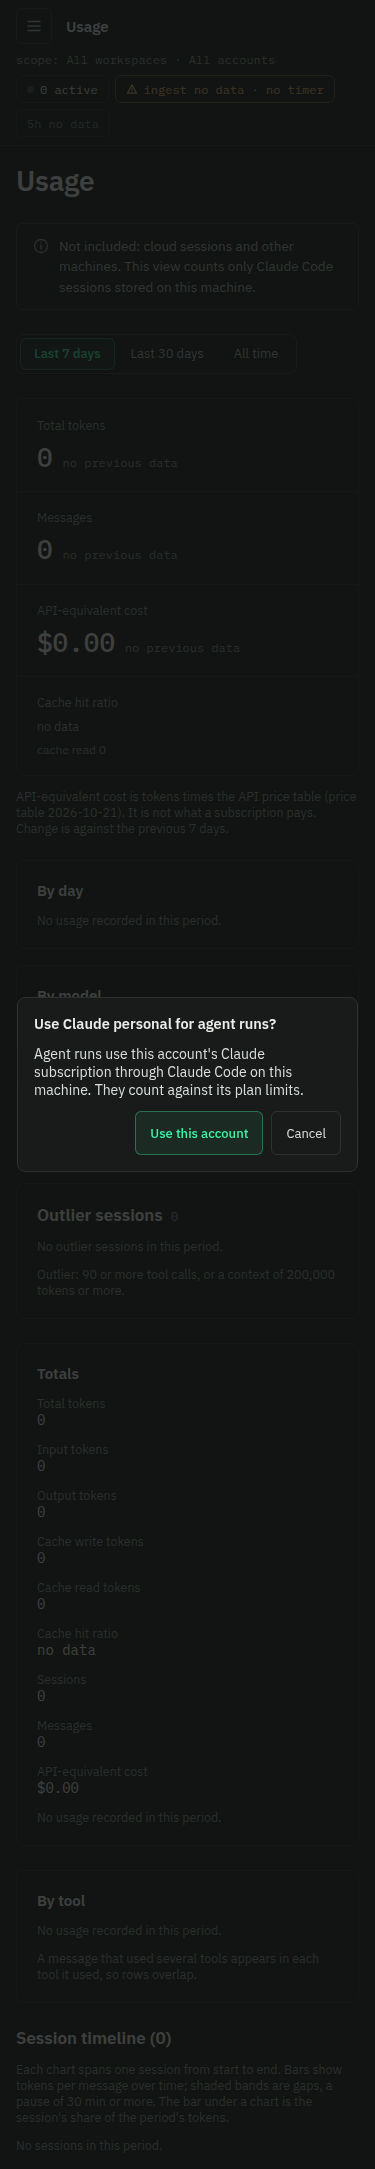 Usage
scope: All workspaces · All accounts
0 active
ingest no data · no timer
5h no data
Usage
Not included: cloud sessions and other
machines. This view counts only Claude Code
sessions stored on this machine.
Last 7 days
Last 30 days
All time
Total tokens
0 no previous data
Messages
0 no previous data
API-equivalent cost
$0.00 no previous data
Cache hit ratio
no data
cache read 0
API-equivalent cost is tokens times the API price table (price
table 2026-10-21). It is not what a subscription pays.
Change is against the previous 7 days.
By day
No usage recorded in this period.
By model
Use Claude personal for agent runs?
Agent runs use this account's Claude
subscription through Claude Code on this
machine. They count against its plan limits.
Use this account
Cancel
Outlier sessions 0
No outlier sessions in this period.
Outlier: 90 or more tool calls, or a context of 200,000
tokens or more.
Totals
Total tokens
0
Input tokens
0
Output tokens
0
Cache write tokens
0
Cache read tokens
0
Cache hit ratio
no data
Sessions
0
Messages
0
API-equivalent cost
$0.00
No usage recorded in this period.
By tool
No usage recorded in this period.
A message that used several tools appears in each
tool it used, so rows overlap.
Session timeline (0)
Each chart spans one session from start to end. Bars show
tokens per message over time; shaded bands are gaps, a
pause of 30 min or more. The bar under a chart is the
session's share of the period's tokens.
No sessions in this period.